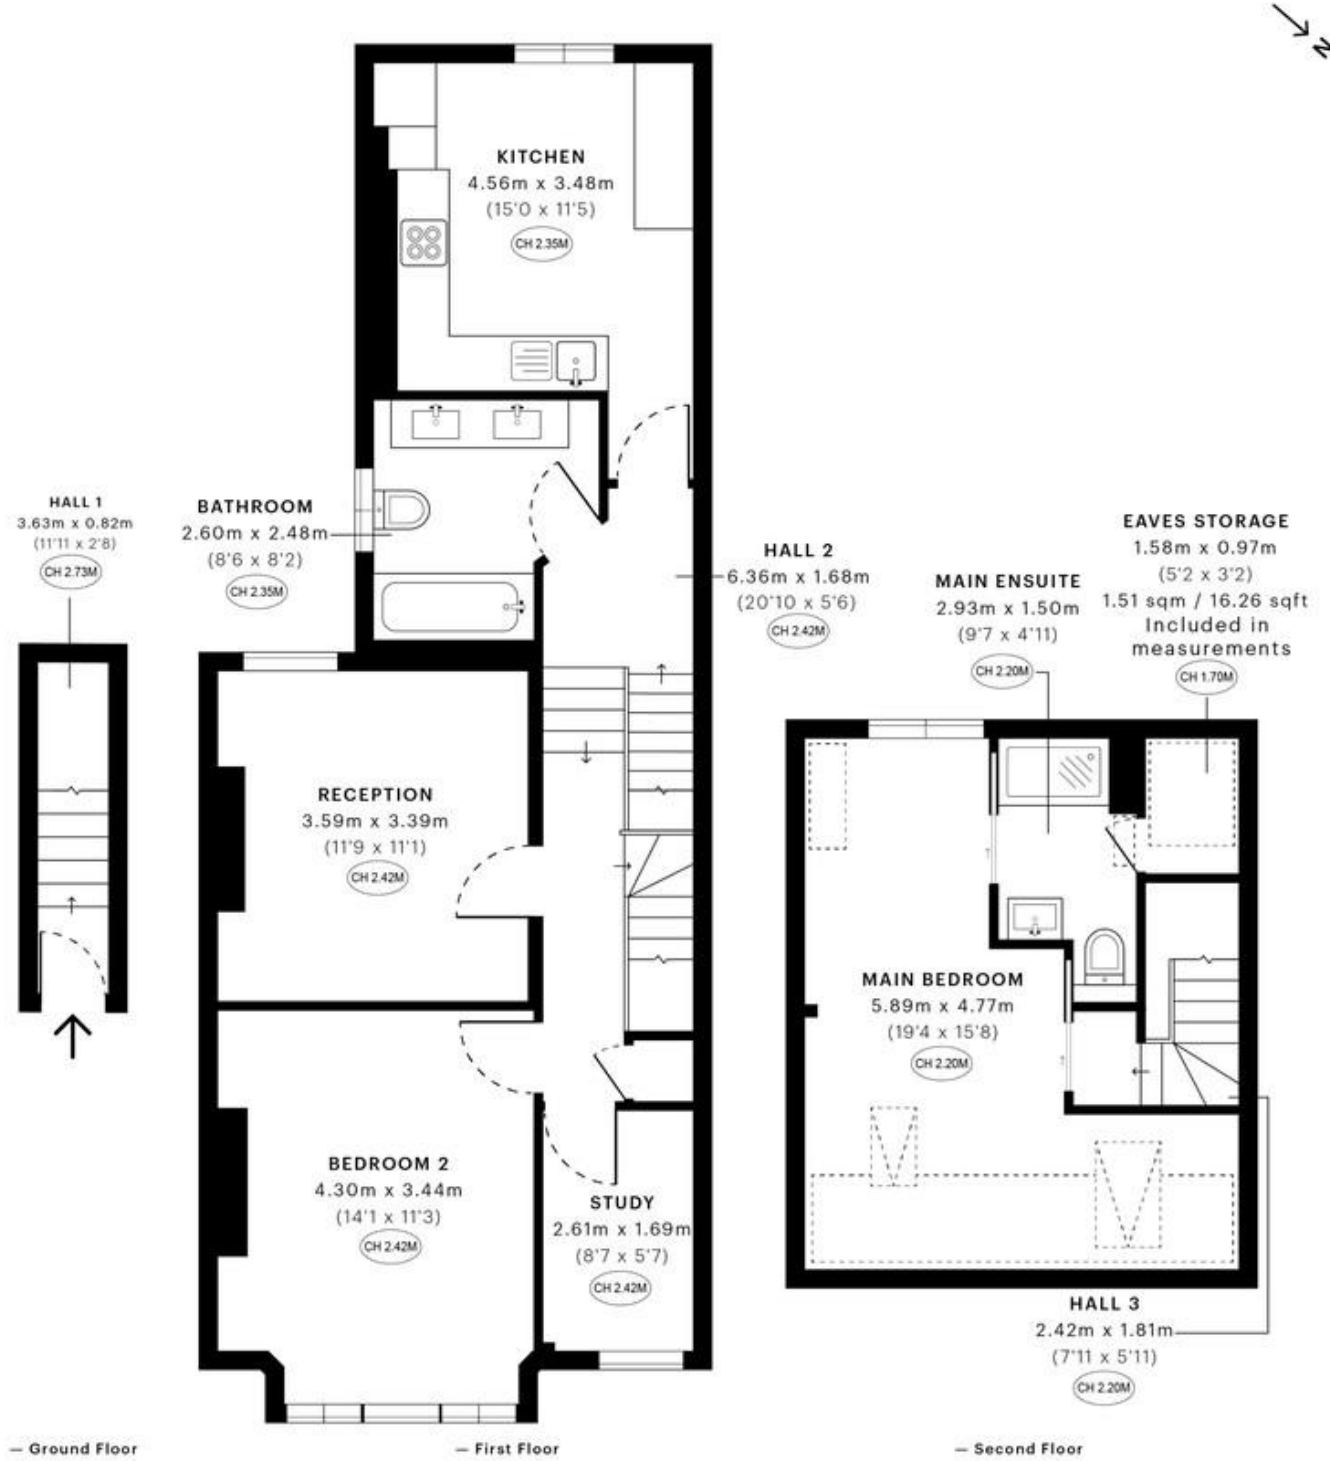 N
KITCHEN
4.56m x 3.48m
(15'0 x 11'5)
CH 2.35M
HALL 1
3.63m x 0.82m
(11'11 x 2'8)
CH 2.73M
BATHROOM
2.60m x 2.48m
(8'6 x 8'2)
CH 2.35M
HALL 2
6.36m x 1.68m
(20'10 x 5'6)
CH 2.42M
MAIN ENSUITE
2.93m x 1.50m
(9'7 x 4'11)
CH 2.20M
EAVES STORAGE
1.58m x 0.97m
(5'2 x 3'2)
1.51 sqm / 16.26 sqft
Included in
measurements
CH 1.70M
RECEPTION
3.59m x 3.39m
(11'9 x 11'1)
CH 2.42M
MAIN BEDROOM
5.89m x 4.77m
(19'4 x 15'8)
CH 2.20M
BEDROOM 2
4.30m x 3.44m
(14'1 x 11'3)
CH 2.42M
STUDY
2.61m x 1.69m
(8'7 x 5'7)
CH 2.42M
HALL 3
2.42m x 1.81m
(7'11 x 5'11)
CH 2.20M
— Ground Floor
— First Floor
— Second Floor